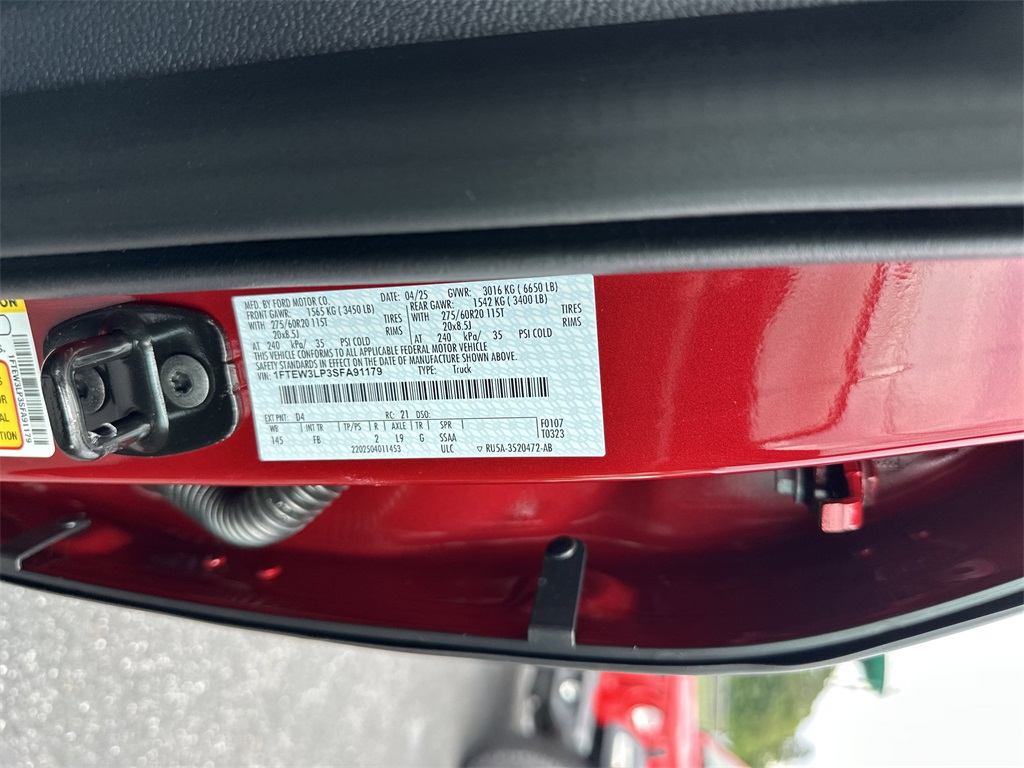 MFD. BY FORD MOTOR CO.
DATE: 04/25 GVWR: 3016 KG ( 6650 LB)
FRONT GAWR: 1565 KG ( 3450 LB)
REAR GAWR: 1542 KG ( 3400 LB)
WITH 275/60R20 115T TIRES
20x8.5J RIMS
AT 240 kPa/ 35 PSI COLD
WITH 275/60R20 115T TIRES
20x8.5J RIMS
AT 240 kPa/ 35 PSI COLD
THIS VEHICLE CONFORMS TO ALL APPLICABLE FEDERAL MOTOR VEHICLE
SAFETY STANDARDS IN EFFECT ON THE DATE OF MANUFACTURE SHOWN ABOVE.
VIN: 1FTEW3LP3SFA91179 TYPE: Truck
EXT PNT: D4 RC: 21 DSO:
WB INT TR TP/PS R AXLE TR SPR
145 FB 2 L9 G SSAA
F0107
T0323
2202504011453 ULC ▽ RU5A-3520472-AB
ON
OR
AL
OTECTION
1FTEW3LP3SFA91179